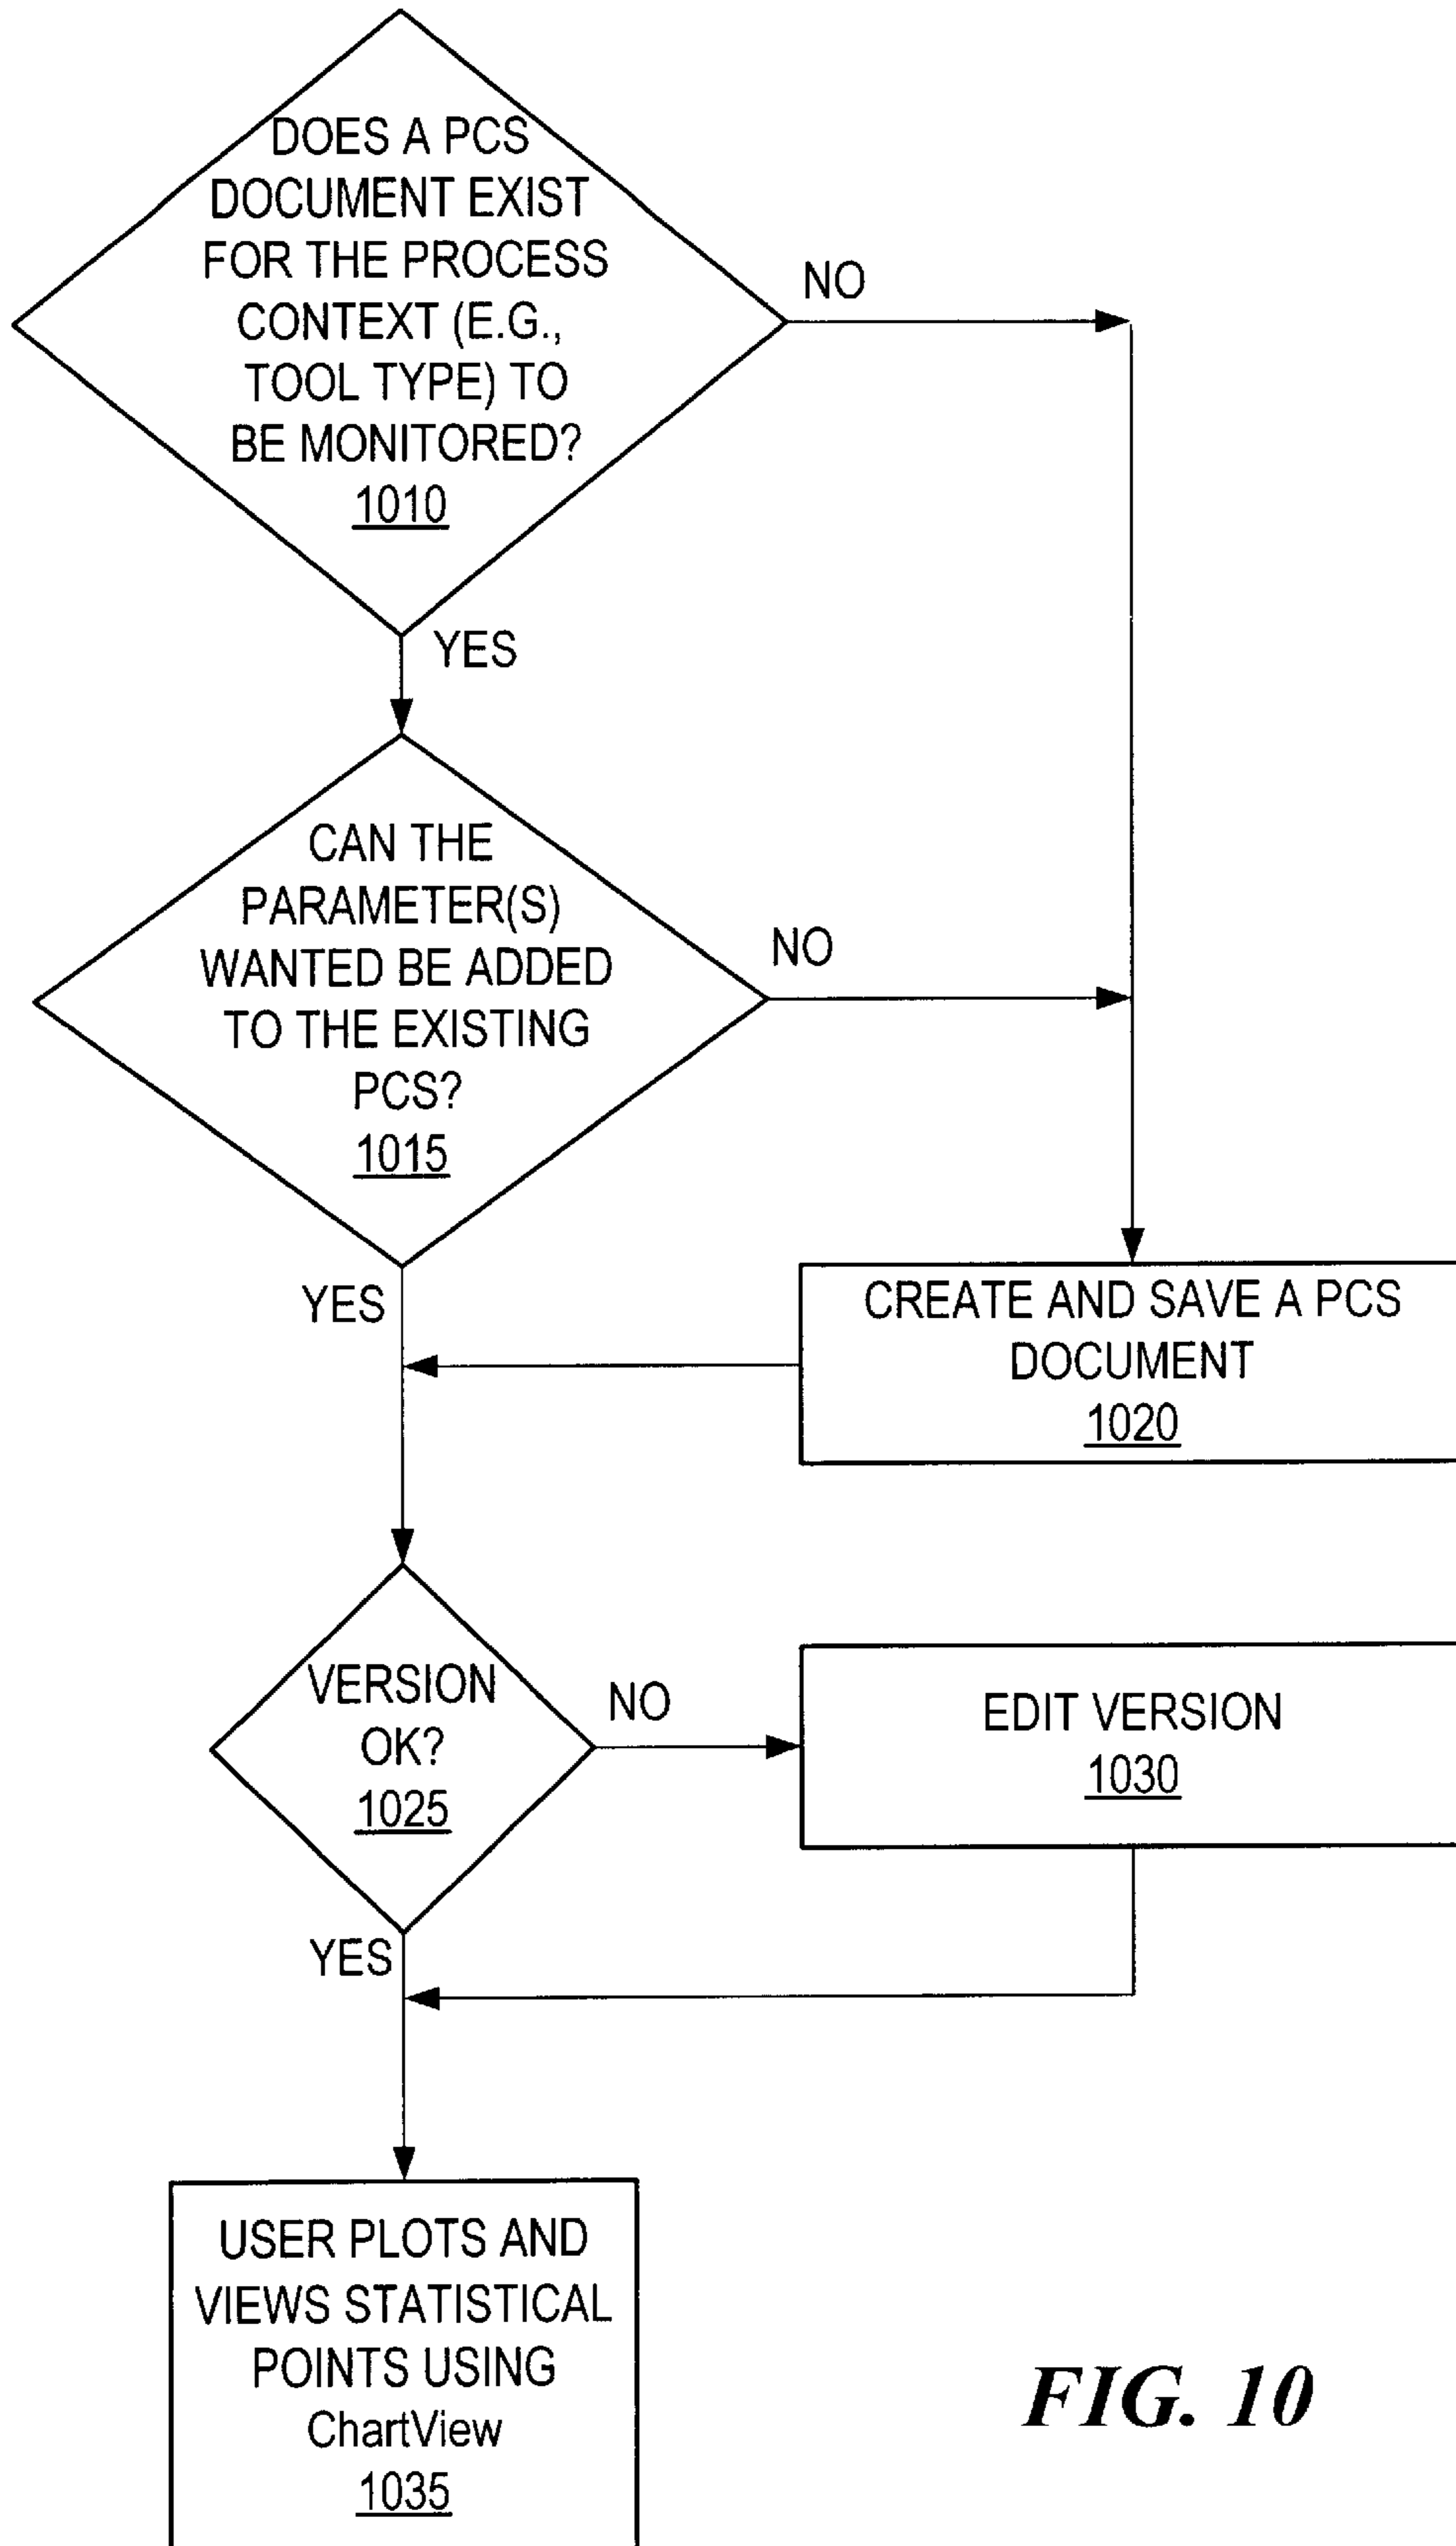 DOES A PCS
DOCUMENT EXIST
FOR THE PROCESS
CONTEXT (E.G.,
TOOL TYPE) TO
BE MONITORED?
1010
NO
YES
CAN THE
PARAMETER(S)
WANTED BE ADDED
TO THE EXISTING
PCS?
1015
NO
YES
CREATE AND SAVE A PCS
DOCUMENT
1020
VERSION
OK?
1025
NO
EDIT VERSION
1030
YES
USER PLOTS AND
VIEWS STATISTICAL
POINTS USING
ChartView
1035
FIG. 10